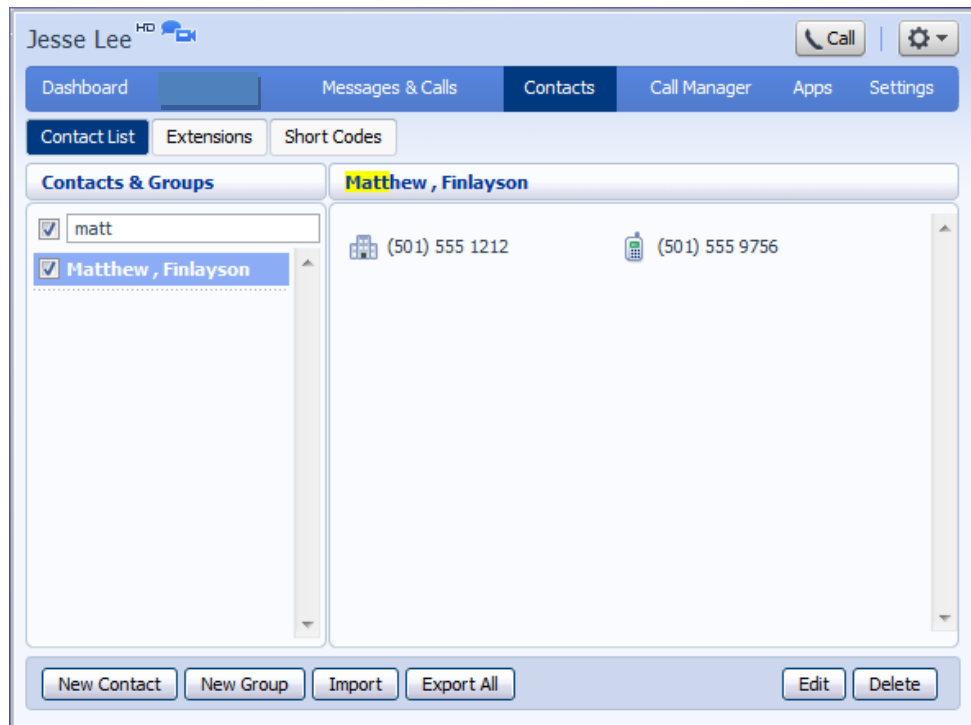 Jesse Lee HD
Call
Dashboard Messages & Calls Contacts Call Manager Apps Settings
Contact List Extensions Short Codes
Contacts & Groups
Matthew , Finlayson
matt
Matthew , Finlayson
(501) 555 1212 (501) 555 9756
New Contact New Group Import Export All Edit Delete